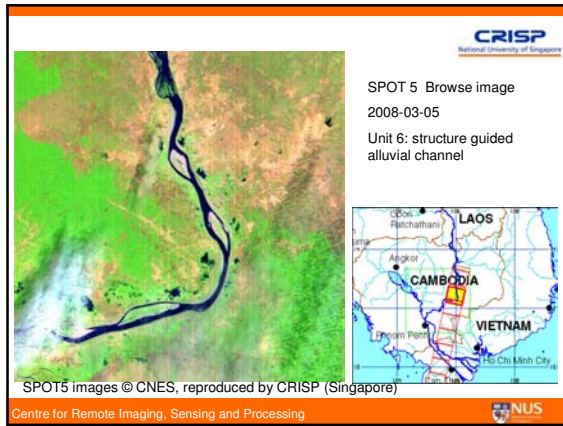 CRISP
National University of Singapore
SPOT 5 Browse image
2008-03-05
Unit 6: structure guided
alluvial channel
Ratchathani
LAOS
Angkor
CAMBODIA
VIETNAM
Phnom Penh
Ho Chi Minh City
SPOT5 images © CNES, reproduced by CRISP (Singapore)
Centre for Remote Imaging, Sensing and Processing
NUS